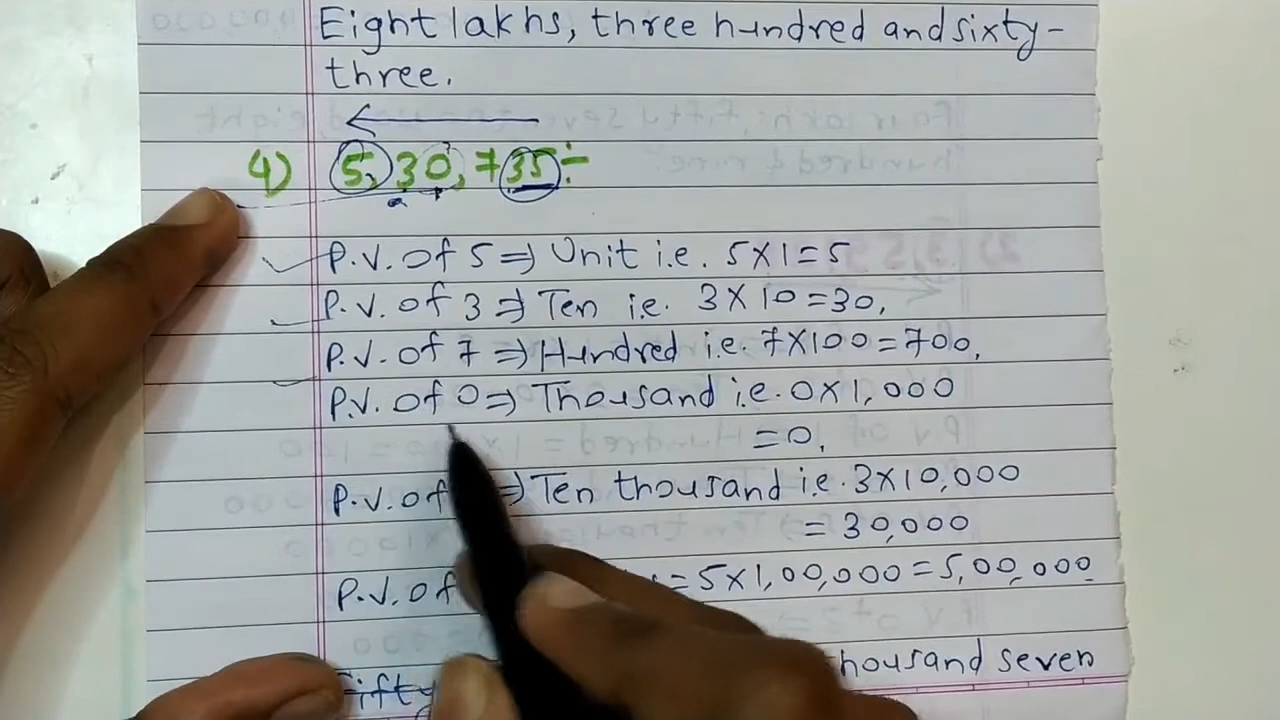 Eight lakhs, three hundred and sixty-
three.
4) 5,30,735÷
P.V. of 5 ⇒ Unit i.e. 5×1=5
P.V. of 3 ⇒ Ten i.e. 3×10=30,
P.V. of 7 ⇒ Hundred i.e. 7×100=700,
P.V. of 0 ⇒ Thousand i.e. 0×1,000
=0,
P.V. of ⇒ Ten thousand i.e. 3×10,000
= 30,000
P.V. of =5×1,00,000=5,00,000
Fifty thousand seven